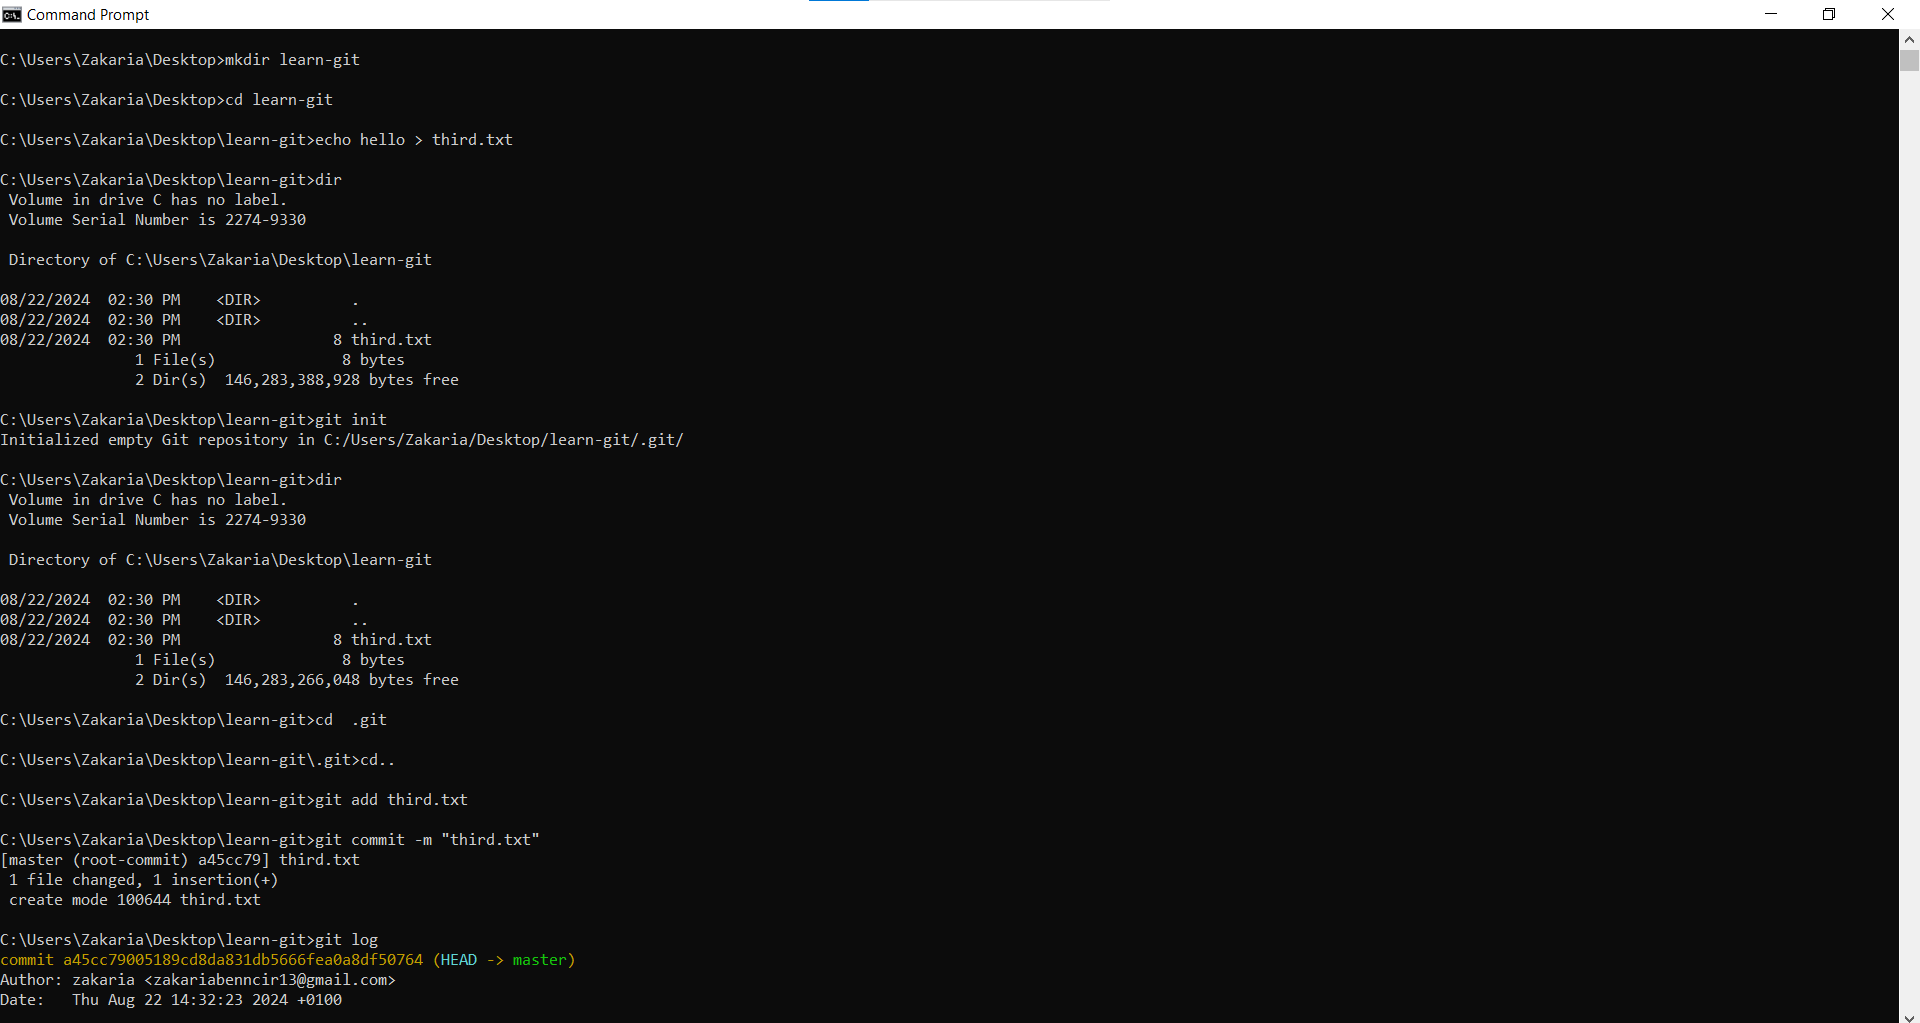 Command Prompt
C:\Users\Zakaria\Desktop>mkdir learn-git
C:\Users\Zakaria\Desktop>cd learn-git
C:\Users\Zakaria\Desktop\learn-git>echo hello > third.txt
C:\Users\Zakaria\Desktop\learn-git>dir
 Volume in drive C has no label.
 Volume Serial Number is 2274-9330
 Directory of C:\Users\Zakaria\Desktop\learn-git
08/22/2024  02:30 PM    <DIR>          .
08/22/2024  02:30 PM    <DIR>          ..
08/22/2024  02:30 PM                 8 third.txt
               1 File(s)              8 bytes
               2 Dir(s)  146,283,388,928 bytes free
C:\Users\Zakaria\Desktop\learn-git>git init
Initialized empty Git repository in C:/Users/Zakaria/Desktop/learn-git/.git/
C:\Users\Zakaria\Desktop\learn-git>dir
 Volume in drive C has no label.
 Volume Serial Number is 2274-9330
 Directory of C:\Users\Zakaria\Desktop\learn-git
08/22/2024  02:30 PM    <DIR>          .
08/22/2024  02:30 PM    <DIR>          ..
08/22/2024  02:30 PM                 8 third.txt
               1 File(s)              8 bytes
               2 Dir(s)  146,283,266,048 bytes free
C:\Users\Zakaria\Desktop\learn-git>cd  .git
C:\Users\Zakaria\Desktop\learn-git\.git>cd..
C:\Users\Zakaria\Desktop\learn-git>git add third.txt
C:\Users\Zakaria\Desktop\learn-git>git commit -m "third.txt"
[master (root-commit) a45cc79] third.txt
 1 file changed, 1 insertion(+)
 create mode 100644 third.txt
C:\Users\Zakaria\Desktop\learn-git>git log
commit a45cc79005189cd8da831db5666fea0a8df50764 (HEAD -> master)
Author: zakaria <zakariabenncir13@gmail.com>
Date:   Thu Aug 22 14:32:23 2024 +0100